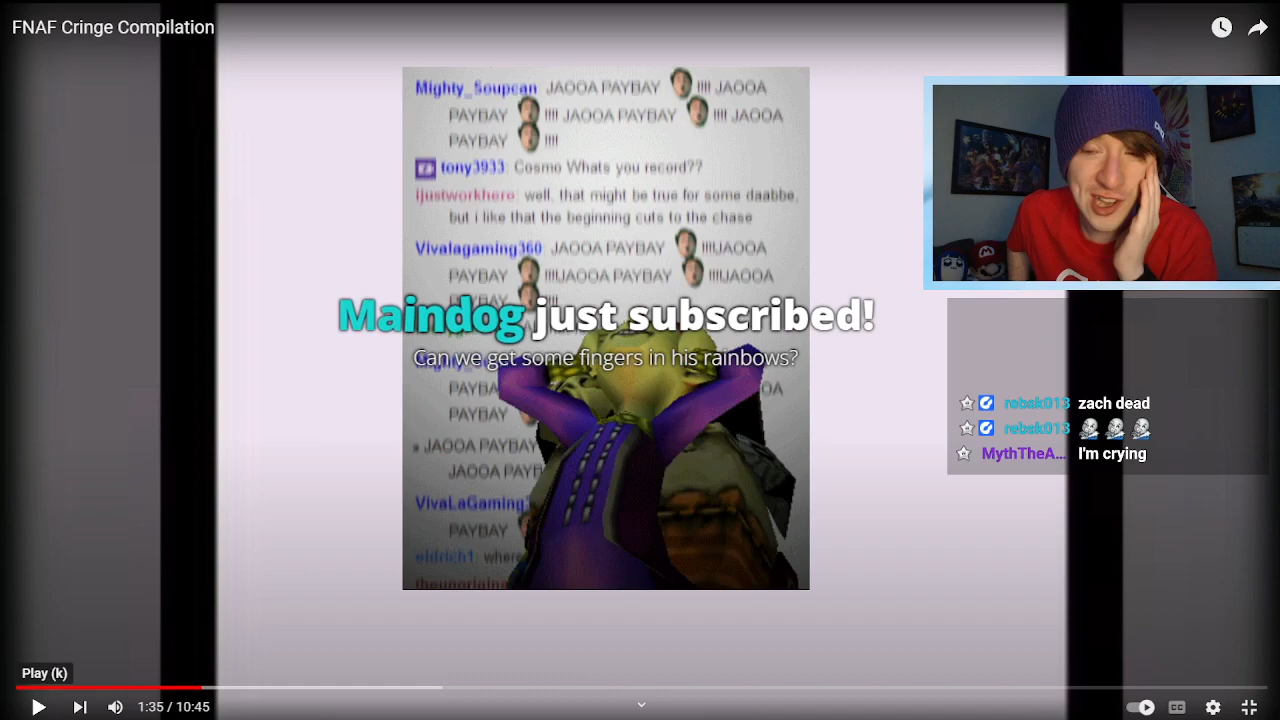 FNAF Cringe Compilation
Mighty_Soupcan JAOOA PAYBAY !!!! JAOOA
PAYBAY !!!! JAOOA PAYBAY !!!! JAOOA
PAYBAY !!!!
tony3933: Cosmo Whats you record??
ijustworkhere: well, that might be true for some daabbe,
but i like that the beginning cuts to the chase
Vivalagaming360 JAOOA PAYBAY !!!!JAOOA
PAYBAY !!!!JAOOA PAYBAY !!!!JAOOA
Maindog just subscribed!
Can we get some fingers in his rainbows?
PAYBA
OA
PAYBAY
» JAOOA PAYBAY
JAOOA PAYB
VivaLaGaming
PAYBAY
eldrich1: where
rebsk013 zach dead
rebsk013
MythTheA... I'm crying
Play (k)
1:35 / 10:45
CC